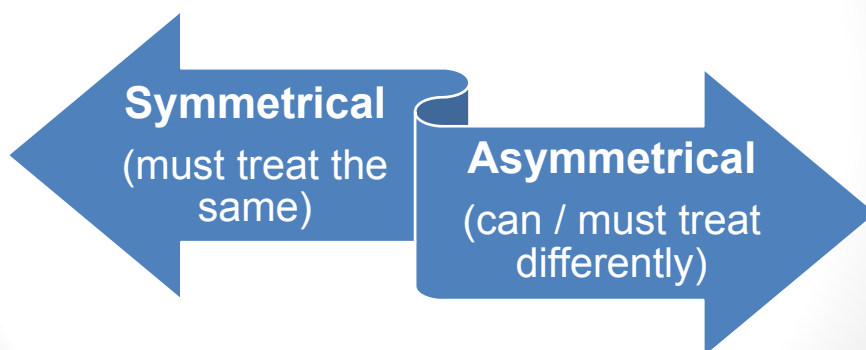 Symmetrical
(must treat the
same)
Asymmetrical
(can / must treat
differently)